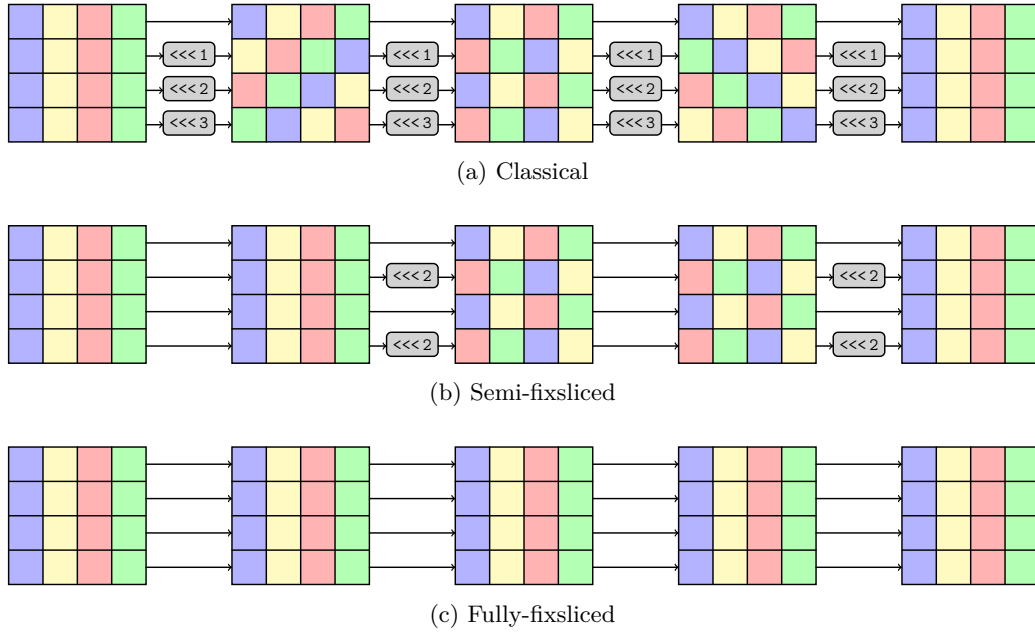 <<< 1 <<< 1 <<< 1 <<< 1
<<< 2 <<< 2 <<< 2 <<< 2
<<< 3 <<< 3 <<< 3 <<< 3
(a) Classical
<<< 2 <<< 2
<<< 2 <<< 2
(b) Semi-fixsliced
(c) Fully-fixsliced